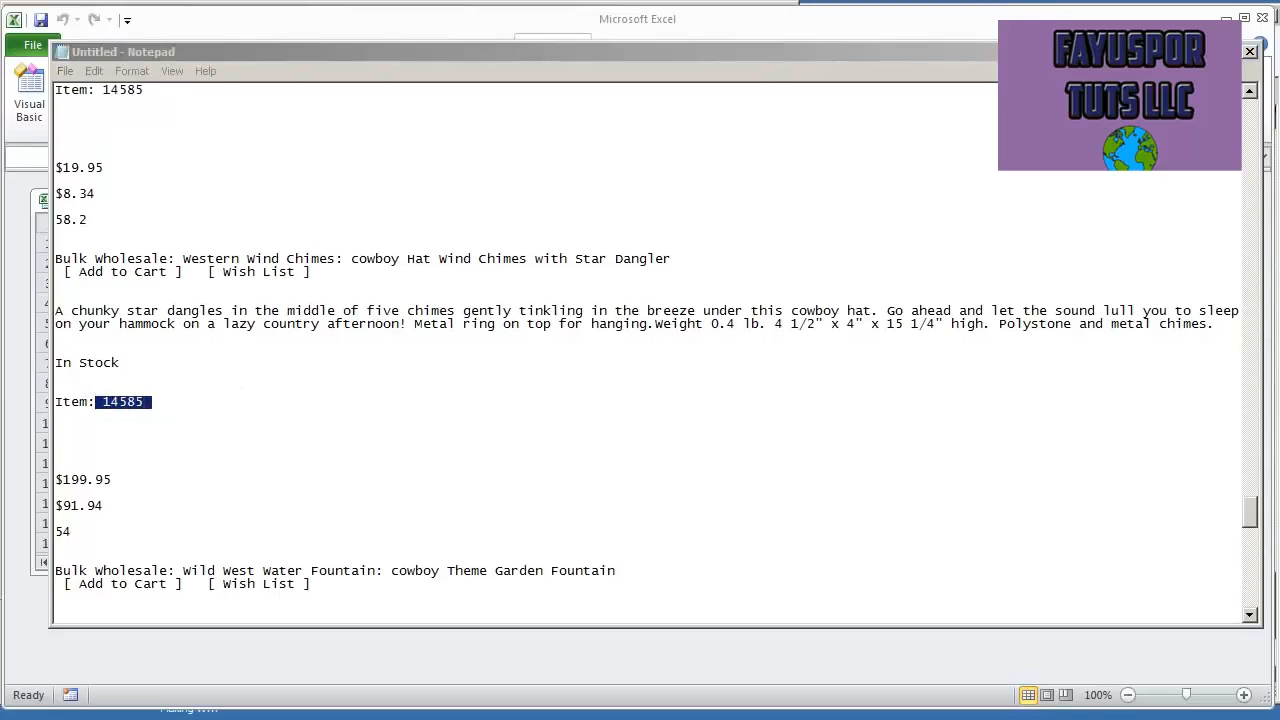 Microsoft Excel
File
Untitled - Notepad
File Edit Format View Help
Visual
Basic
FAYUSPOR
TUTS LLC
Item: 14585
$19.95
$8.34
58.2
Bulk Wholesale: Western Wind Chimes: cowboy Hat Wind Chimes with Star Dangler
[ Add to Cart ] [ Wish List ]
A chunky star dangles in the middle of five chimes gently tinkling in the breeze under this cowboy hat. Go ahead and let the sound lull you to sleep
on your hammock on a lazy country afternoon! Metal ring on top for hanging.Weight 0.4 lb. 4 1/2" x 4" x 15 1/4" high. Polystone and metal chimes.
In Stock
Item: 14585
$199.95
$91.94
54
Bulk Wholesale: Wild West Water Fountain: cowboy Theme Garden Fountain
[ Add to Cart ] [ Wish List ]
Ready
100%